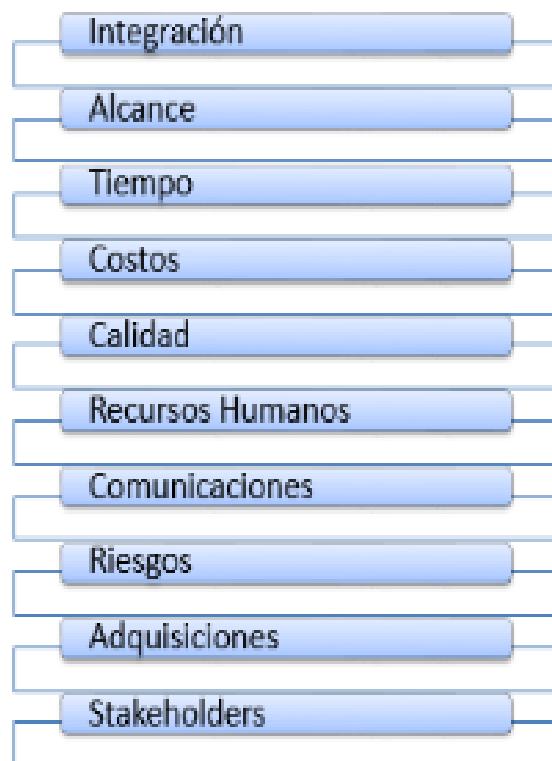 Integración
Alcance
Tiempo
Costos
Calidad
Recursos Humanos
Comunicaciones
Riesgos
Adquisiciones
Stakeholders